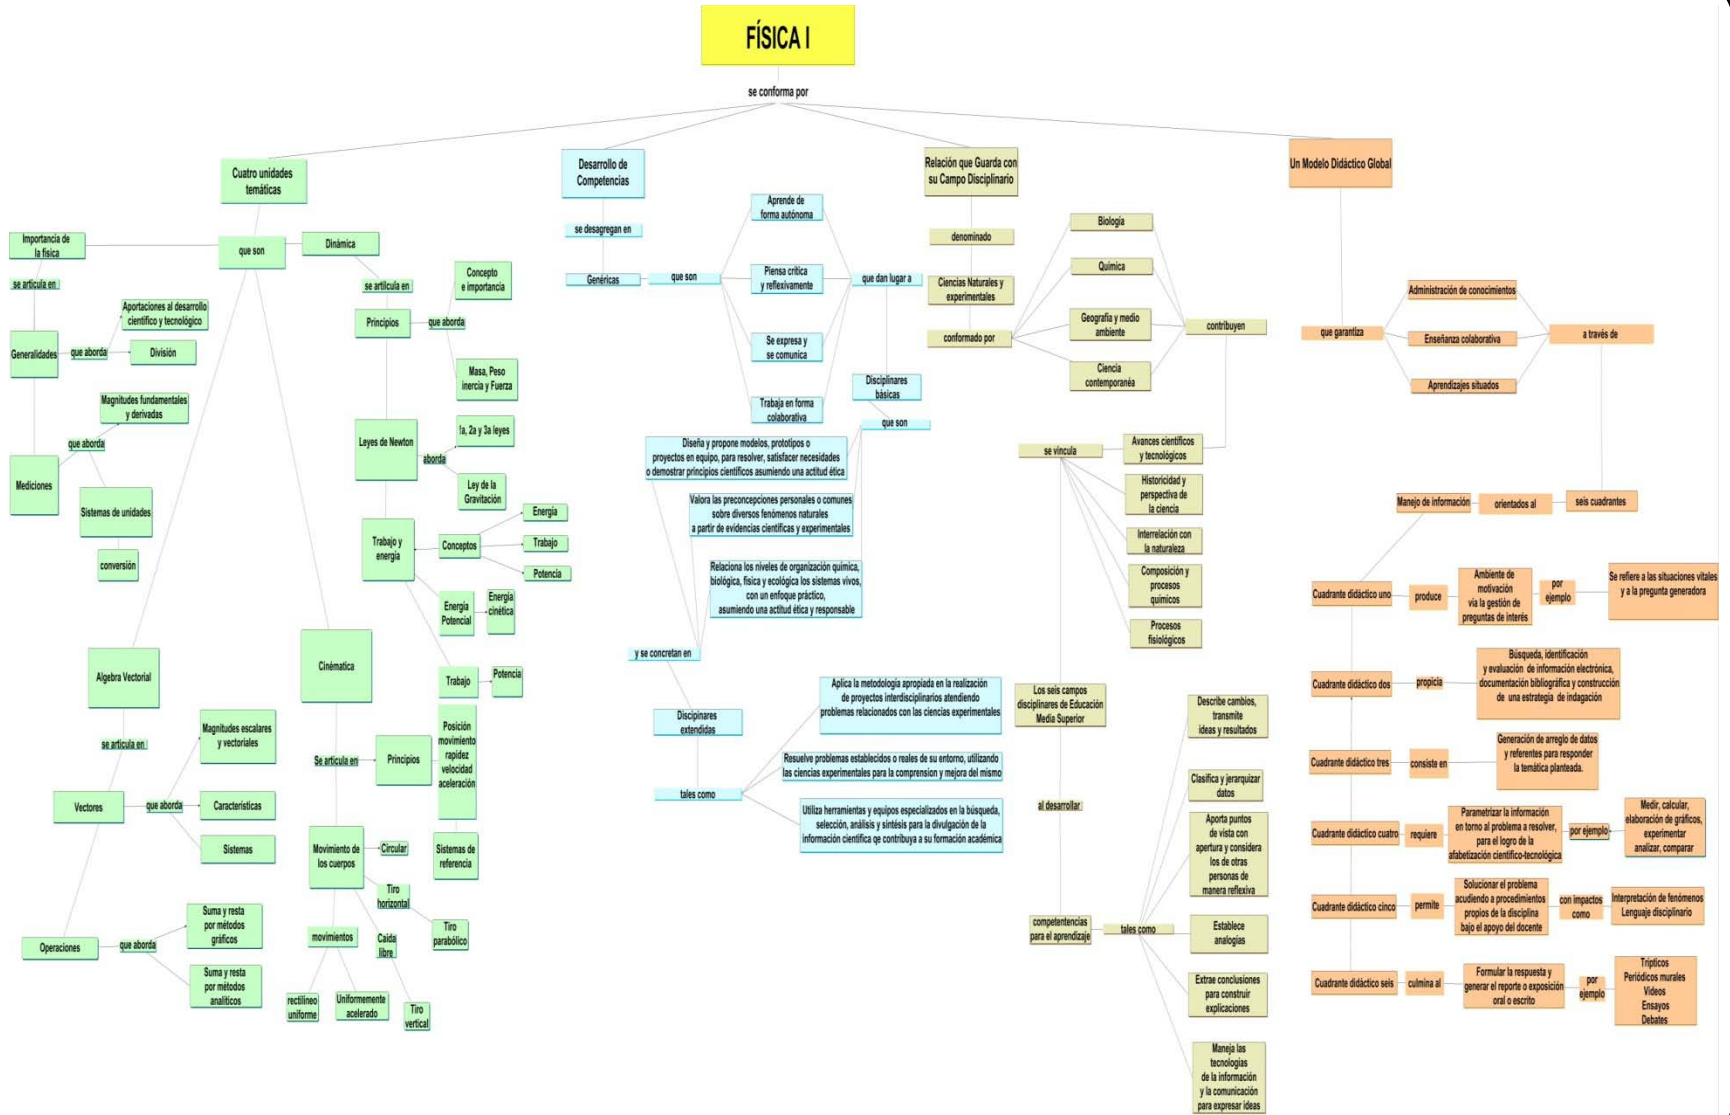 FÍSICA I
se conforma por
Cuatro unidades
temáticas
que son
Importancia de
la física
se articula en
Generalidades
que aborda
Aportaciones al desarrollo
científico y tecnológico
División
Mediciones
que aborda
Magnitudes fundamentales
y derivadas
Sistemas de unidades
conversión
Dinámica
se artilcula en
Principios
que aborda
Concepto
e importancia
Masa, Peso
inercia y Fuerza
Leyes de Newton
aborda
1a, 2a y 3a leyes
Ley de la
Gravitación
Trabajo y
energía
Conceptos
Energía
Trabajo
Potencia
Energía
Potencial
Energía
cinética
Trabajo
Potencia
Algebra Vectorial
se articula en
Vectores
que aborda
Magnitudes escalares
y vectoriales
Características
Sistemas
Operaciones
que aborda
Suma y resta
por métodos
gráficos
Suma y resta
por métodos
analíticos
Cinématica
Se articula en
Principios
Posición
movimiento
rapidez
velocidad
aceleración
Sistemas de
referencia
Movimiento de
los cuerpos
Circular
Tiro
horizontal
Tiro
parabólico
movimientos
Caida
libre
rectilíneo
uniforme
Uniformemente
acelerado
Tiro
vertical
Desarrollo de
Competencias
se desagregan en
Genéricas
que son
Aprende de
forma autónoma
Piensa crítica
y reflexivamente
Se expresa y
se comunica
Trabaja en forma
colaborativa
que dan lugar a
Disciplinares
básicas
que son
Diseña y propone modelos, prototipos o
proyectos en equipo, para resolver, satisfacer necesidades
o demostrar principios científicos asumiendo una actitud ética
Valora las preconcepciones personales o comunes
sobre diversos fenómenos naturales
a partir de evidencias científicas y experimentales
Relaciona los niveles de organización química,
biológica, física y ecológica los sistemas vivos,
con un enfoque práctico,
asumiendo una actitud ética y responsable
y se concretan en
Discipinares
extendidas
tales como
Aplica la metodología apropiada en la realización
de proyectos interdisciplinarios atendiendo
problemas relacionados con las ciencias experimentales
Resuelve problemas establecidos o reales de su entorno, utilizando
las ciencias experimentales para la comprension y mejora del mismo
Utiliza herramientas y equipos especializados en la búsqueda,
selección, análisis y sintésis para la divulgación de la
información científica qe contribuya a su formación académica
Relación que Guarda con
su Campo Disciplinario
denominado
Ciencias Naturales y
experimentales
conformado por
Biología
Química
Geografía y medio
ambiente
Ciencia
contemporanéa
contribuyen
Avances científicos
y tecnológicos
se vincula
Historicidad y
perspectiva de
la ciencia
Interrelación con
la naturaleza
Composición y
procesos
químicos
Procesos
fisiológicos
Los seis campos
disciplinares de Educación
Media Superior
al desarrollar
competentencias
para el aprendizaje
tales como
Describe cambios,
transmite
ideas y resultados
Clasifica y jerarquizar
datos
Aporta puntos
de vista con
apertura y considera
los de otras
personas de
manera reflexiva
Establece
analogías
Extrae conclusiones
para construir
explicaciones
Maneja las
tecnologías
de la información
y la comunicación
para expresar ideas
Un Modelo Didáctico Global
que garantiza
Administración de conocimientos
Enseñanza colaborativa
Aprendizajes situados
a través de
seis cuadrantes
orientados al
Manejo de información
Cuadrante didáctico uno
produce
Ambiente de
motivación
vía la gestión de
preguntas de interés
por
ejemplo
Se refiere a las situaciones vitales
y a la pregunta generadora
Cuadrante didáctico dos
propicia
Búsqueda, identificación
y evaluación de información electrónica,
documentación bibliográfica y construcción
de una estrategia de indagación
Cuadrante didáctico tres
consiste en
Generación de arreglo de datos
y referentes para responder
la temática planteada.
Cuadrante didáctico cuatro
requiere
Parametrizar la información
en torno al problema a resolver,
para el logro de la
afabetización científico-tecnológica
por ejemplo
Medir, calcular,
elaboración de gráficos,
experimentar
analizar, comparar
Cuadrante didáctico cinco
permite
Solucionar el problema
acudiendo a procedimientos
propios de la disciplina
bajo el apoyo del docente
con impactos
como
Interpretación de fenómenos
Lenguaje disciplinario
Cuadrante didáctico seis
culmina al
Formular la respuesta y
generar el reporte o exposición
oral o escrito
por
ejemplo
Trípticos
Periódicos murales
Videos
Ensayos
Debates